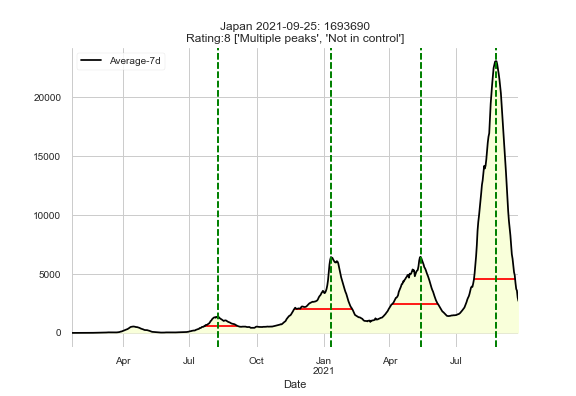 Japan 2021-09-25: 1693690
Rating:8 ['Multiple peaks', 'Not in control']
Average-7d
20000
15000
10000
5000
0
Apr
Jul
Oct
Jan
2021
Apr
Jul
Date